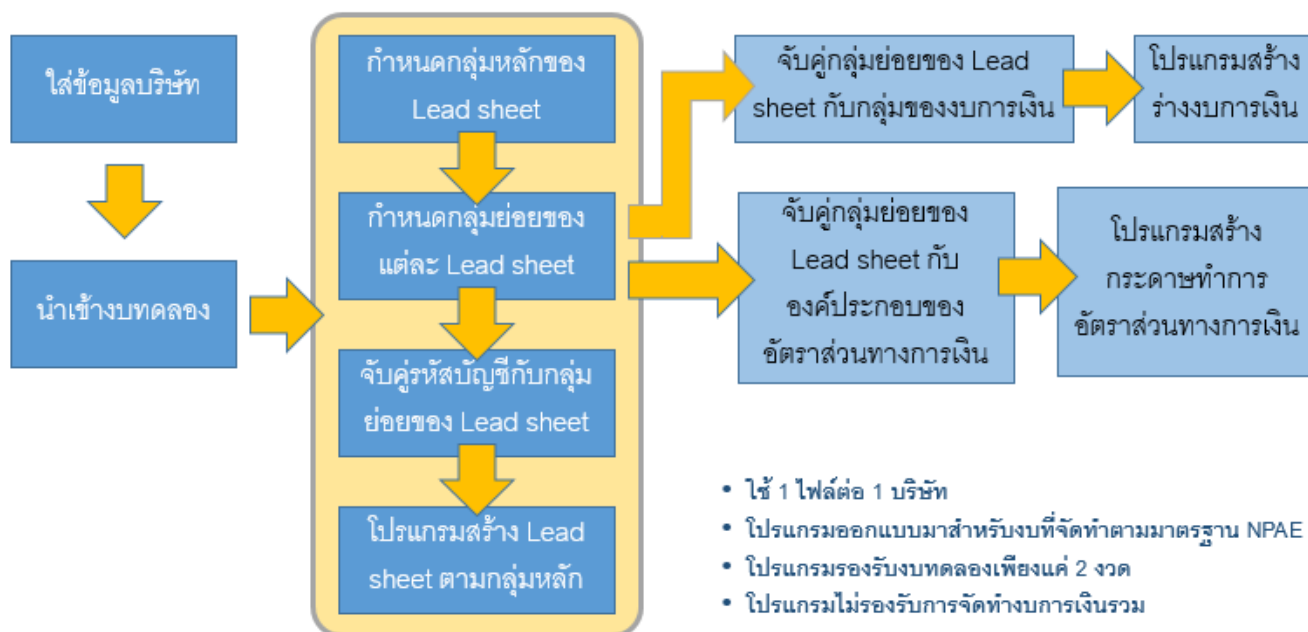 ใส่ข้อมูลบริษัท
นำเข้างบทดลอง
กำหนดกลุ่มหลักของ
Lead sheet
กำหนดกลุ่มย่อยของ
แต่ละ Lead sheet
จับคู่รหัสบัญชีกับกลุ่ม
ย่อยของ Lead sheet
โปรแกรมสร้าง Lead
sheet ตามกลุ่มหลัก
จับคู่กลุ่มย่อยของ Lead
sheet กับกลุ่มของงบการเงิน
โปรแกรมสร้าง
ร่างงบการเงิน
จับคู่กลุ่มย่อยของ
Lead sheet กับ
องค์ประกอบของ
อัตราส่วนทางการเงิน
โปรแกรมสร้าง
กระดาษทำการ
อัตราส่วนทางการเงิน
• ใช้ 1 ไฟล์ต่อ 1 บริษัท
• โปรแกรมออกแบบมาสำหรับงบที่จัดทำตามมาตรฐาน NPAE
• โปรแกรมรองรับงบทดลองเพียงแค่ 2 งวด
• โปรแกรมไม่รองรับการจัดทำงบการเงินรวม